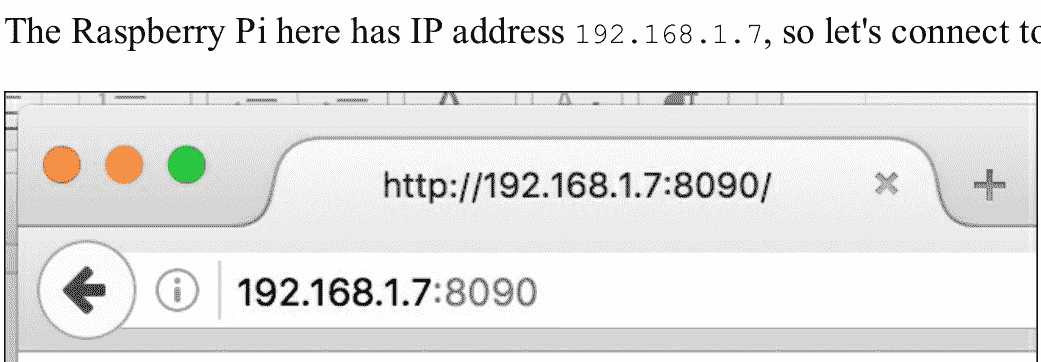 The Raspberry Pi here has IP address 192.168.1.7, so let's connect to
http://192.168.1.7:8090/
192.168.1.7:8090